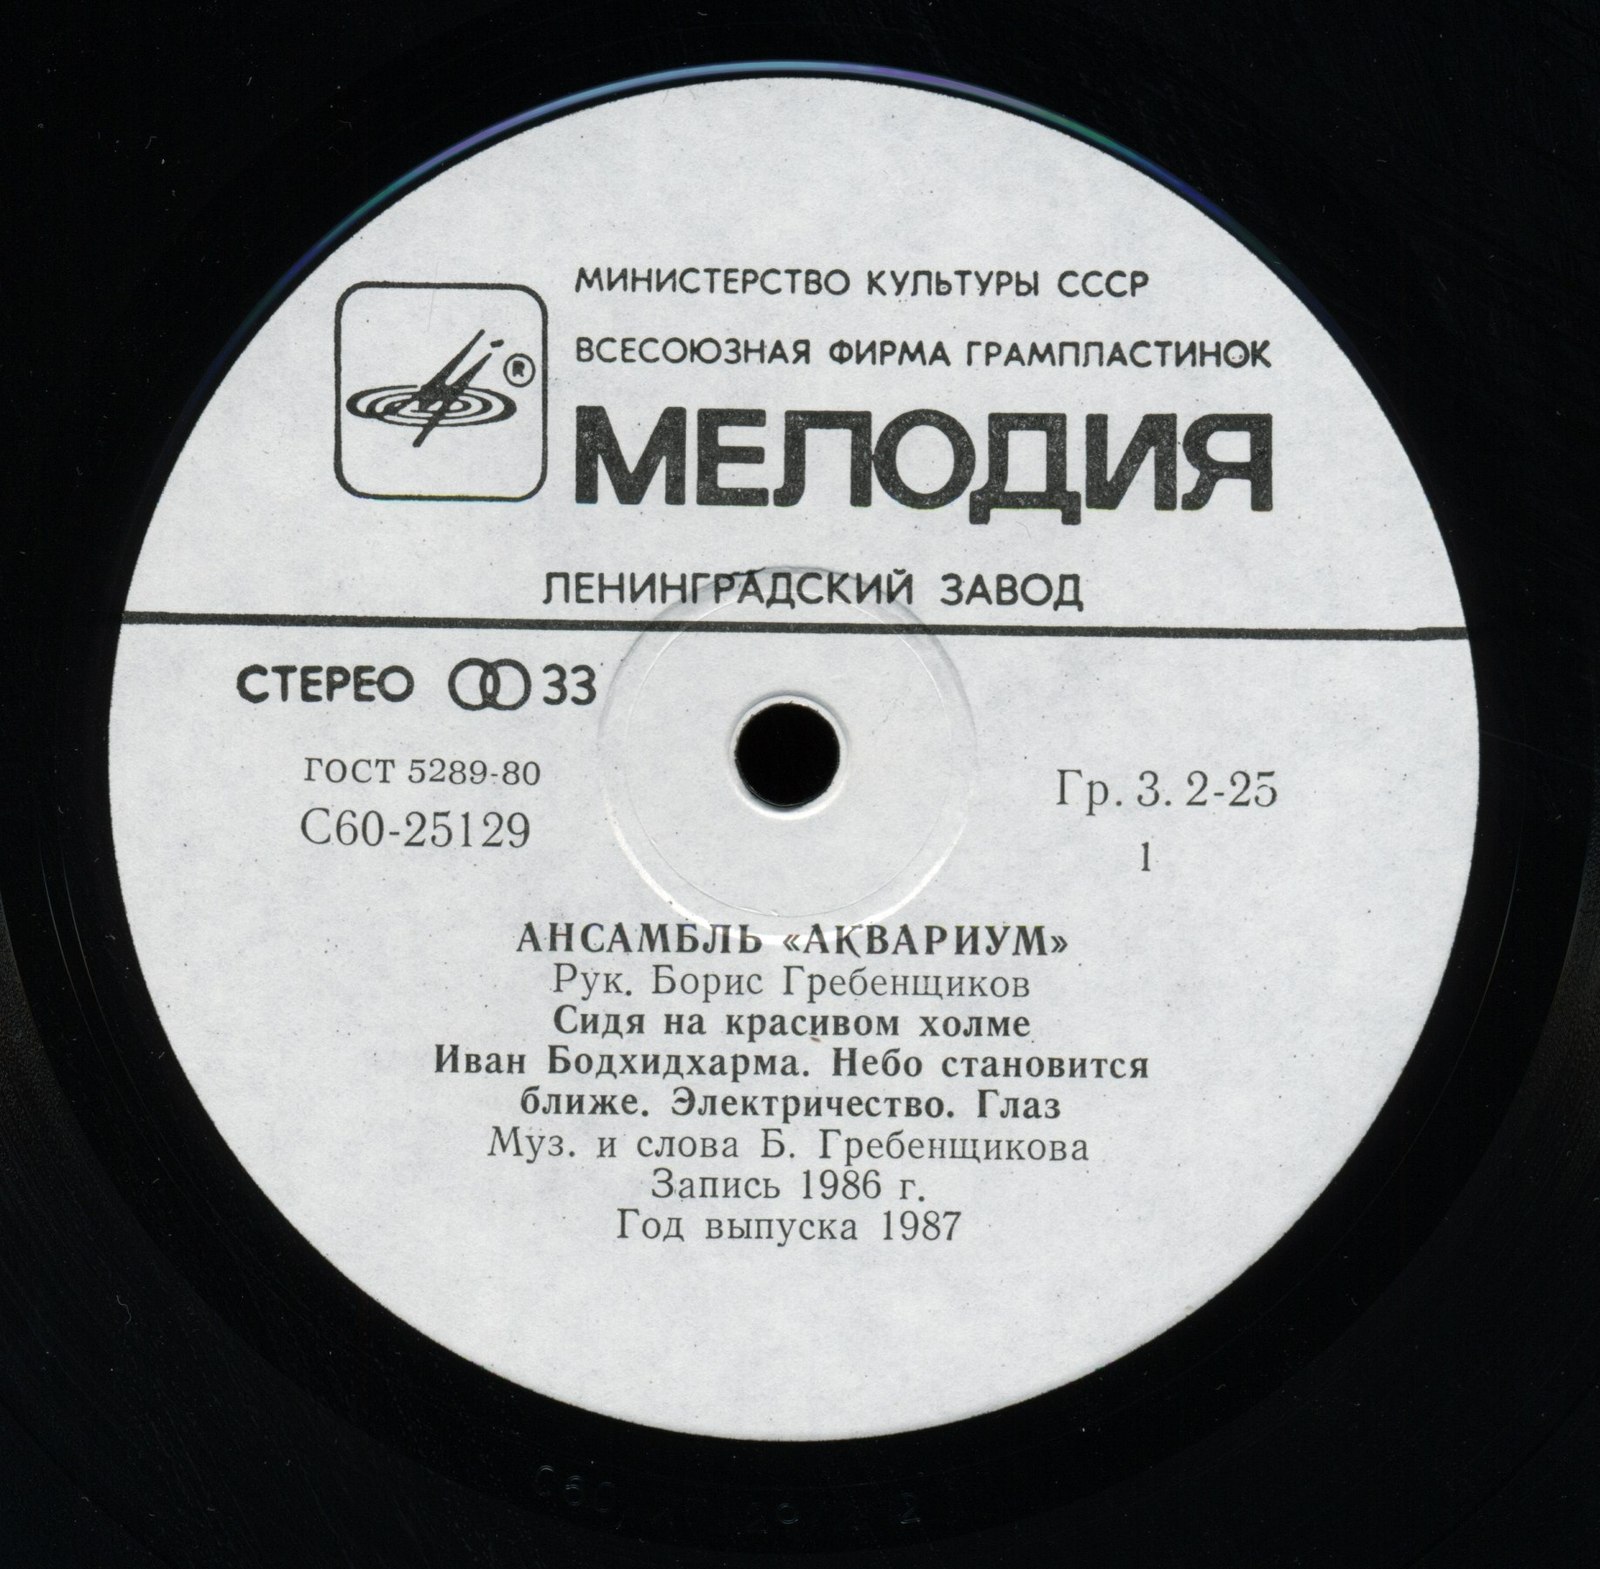 МИНИСТЕРСТВО КУЛЬТУРЫ СССР
ВСЕСОЮЗНАЯ ФИРМА ГРАМПЛАСТИНОК
®
МЕЛОДИЯ
ЛЕНИНГРАДСКИЙ ЗАВОД
СТЕРЕО 33
ГОСТ 5289-80
С60-25129
Гр. 3. 2-25
1
АНСАМБЛЬ «АКВАРИУМ»
Рук. Борис Гребенщиков
Сидя на красивом холме
Иван Бодхидхарма. Небо становится
ближе. Электричество. Глаз
Муз. и слова Б. Гребенщикова
Запись 1986 г.
Год выпуска 1987